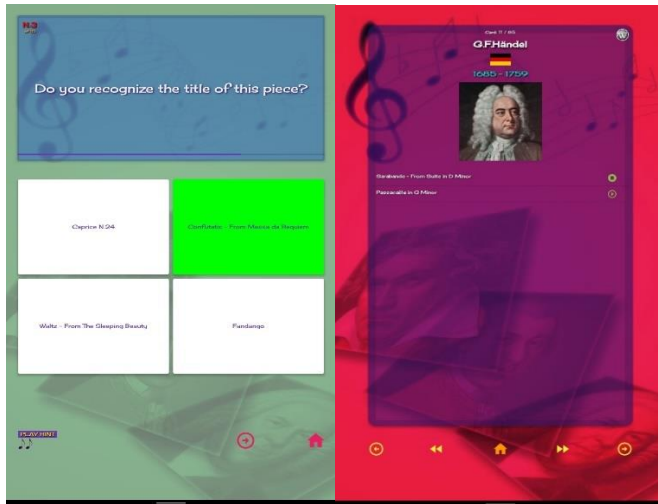 N.3
Do you recognize the title of this piece?
Caprice N.24
Confutatis - From Messa da Requiem
Waltz - From The Sleeping Beauty
Fandango
PLAY HINT
G.F.Händel
1685 - 1759
Sarabande - From Suite in D Minor
Passacaille in G Minor
W